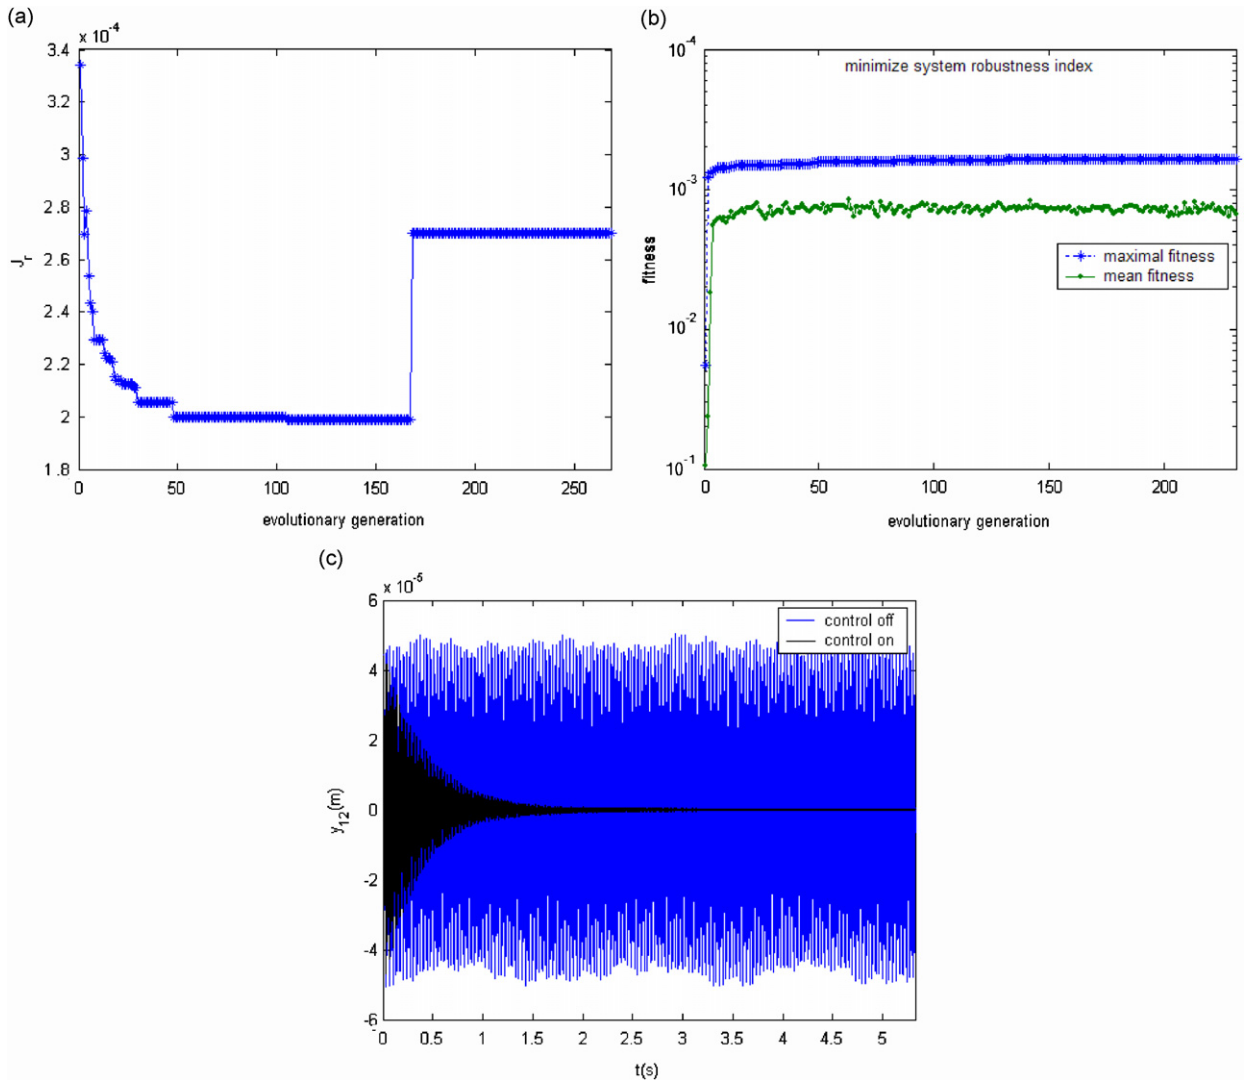 (a)
x 10^-4
3.4
3.2
3
2.8
2.6
2.4
2.2
2
1.8
J_r
0 50 100 150 200 250
evolutionary generation
(b)
10^-4
10^-3
10^-2
10^-1
fitness
minimize system robustness index
maximal fitness
mean fitness
0 50 100 150 200
evolutionary generation
(c)
x 10^-5
6
4
2
0
-2
-4
-6
y_12(m)
control off
control on
0 0.5 1 1.5 2 2.5 3 3.5 4 4.5 5
t(s)